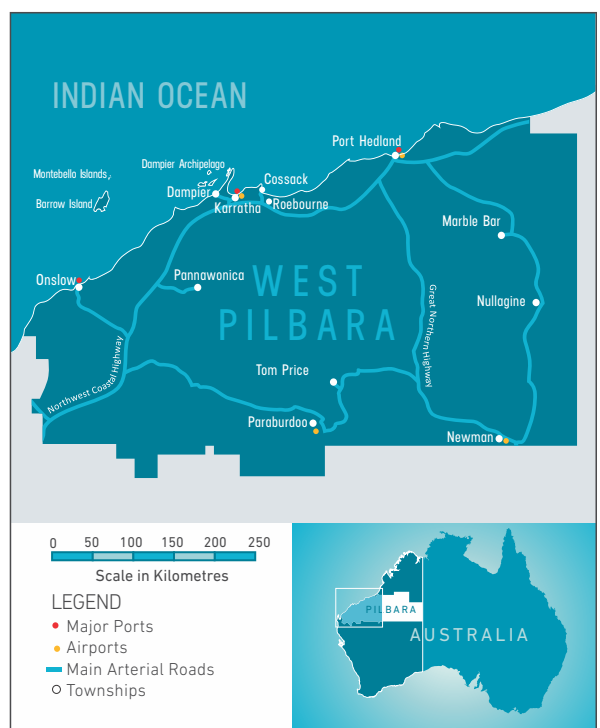 INDIAN OCEAN
Port Hedland
Dampier Archipelago
Montebello Islands
Cossack
Dampier
Barrow Island
Karratha
Roebourne
Marble Bar
Onslow
Pannawonica
WEST
PILBARA
Great Northern Highway
Nullagine
Northwest Coastal Highway
Tom Price
Paraburdoo
Newman
0 50 100 150 200 250
Scale in Kilometres
LEGEND
Major Ports
Airports
Main Arterial Roads
Townships
PILBARA
AUSTRALIA